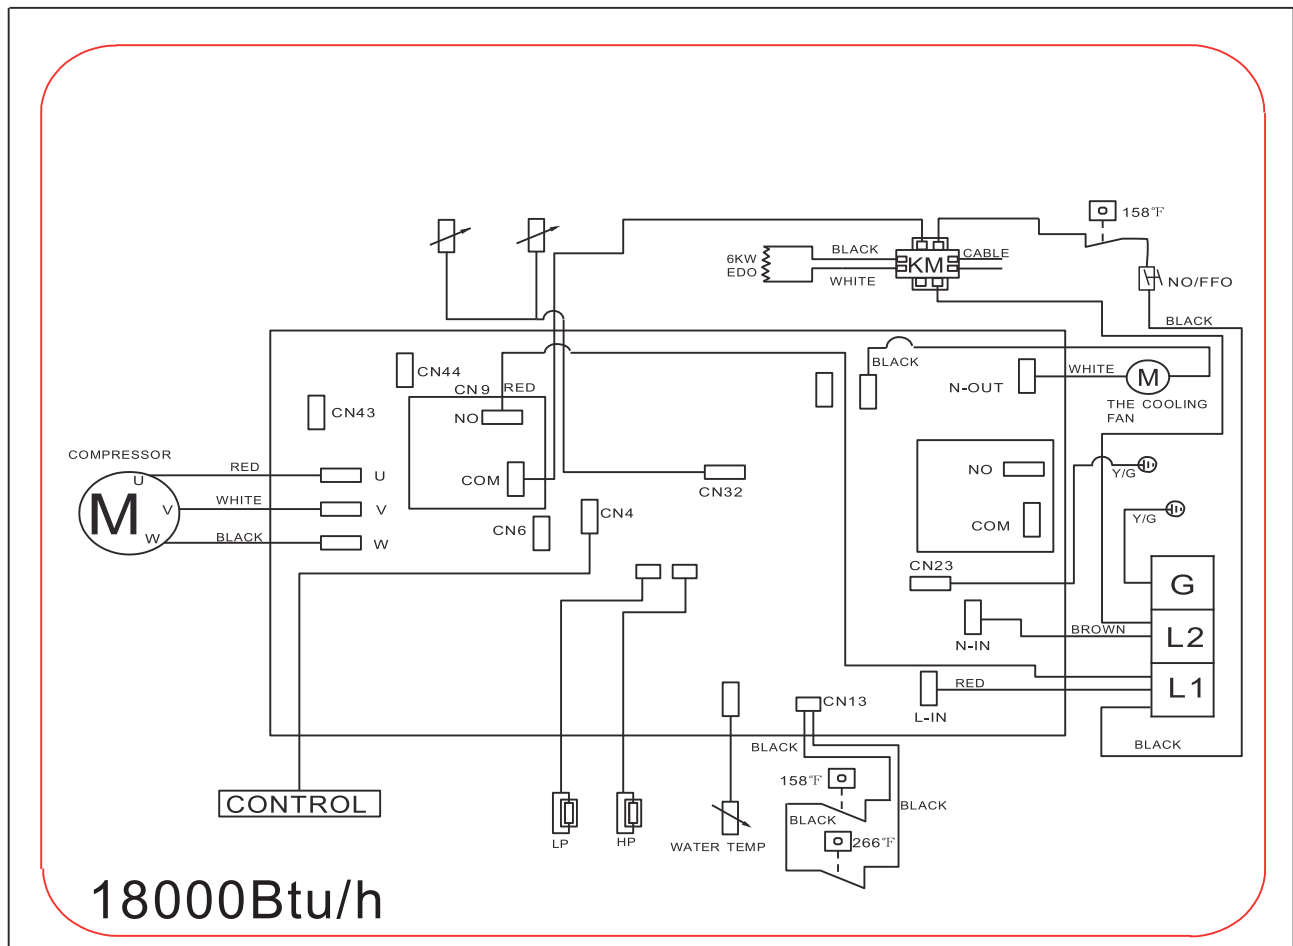 158℉
BLACK
CABLE
6KW
EDO
KM
WHITE
NO/FFO
BLACK
BLACK
CN44
CN9
RED
N-OUT
WHITE
M
THE COOLING
FAN
CN43
NO
COMPRESSOR
RED
U
U
COM
CN32
NO
Y/G
M
WHITE
V
V
CN4
CN6
COM
Y/G
W
BLACK
W
CN23
G
BROWN
L2
N-IN
RED
L1
L-IN
CN13
BLACK
BLACK
158℉
BLACK
BLACK
CONTROL
LP
HP
WATER TEMP
266℉
18000Btu/h